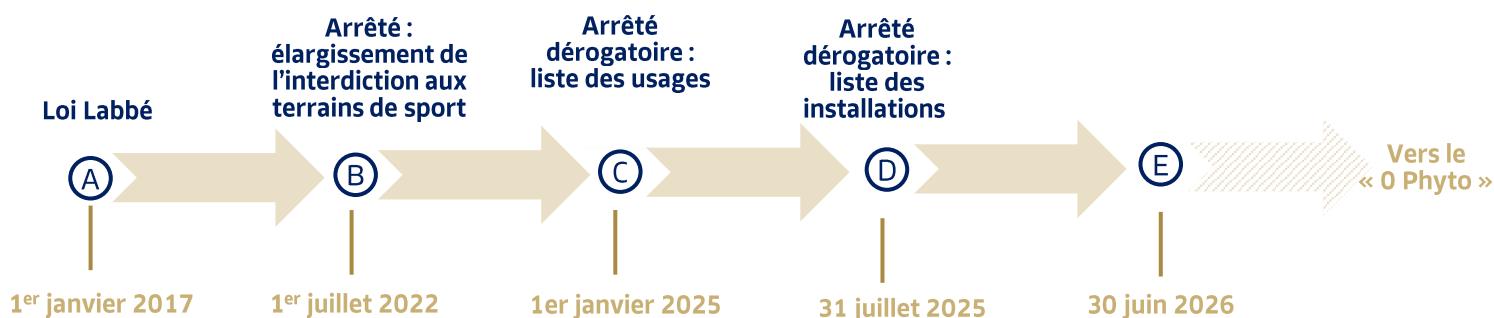 Loi Labbé
Arrêté :
élargissement de
l’interdiction aux
terrains de sport
Arrêté
dérogatoire :
liste des usages
Arrêté
dérogatoire :
liste des
installations
A
B
C
D
E
Vers le
« 0 Phyto »
1er janvier 2017
1er juillet 2022
1er janvier 2025
31 juillet 2025
30 juin 2026